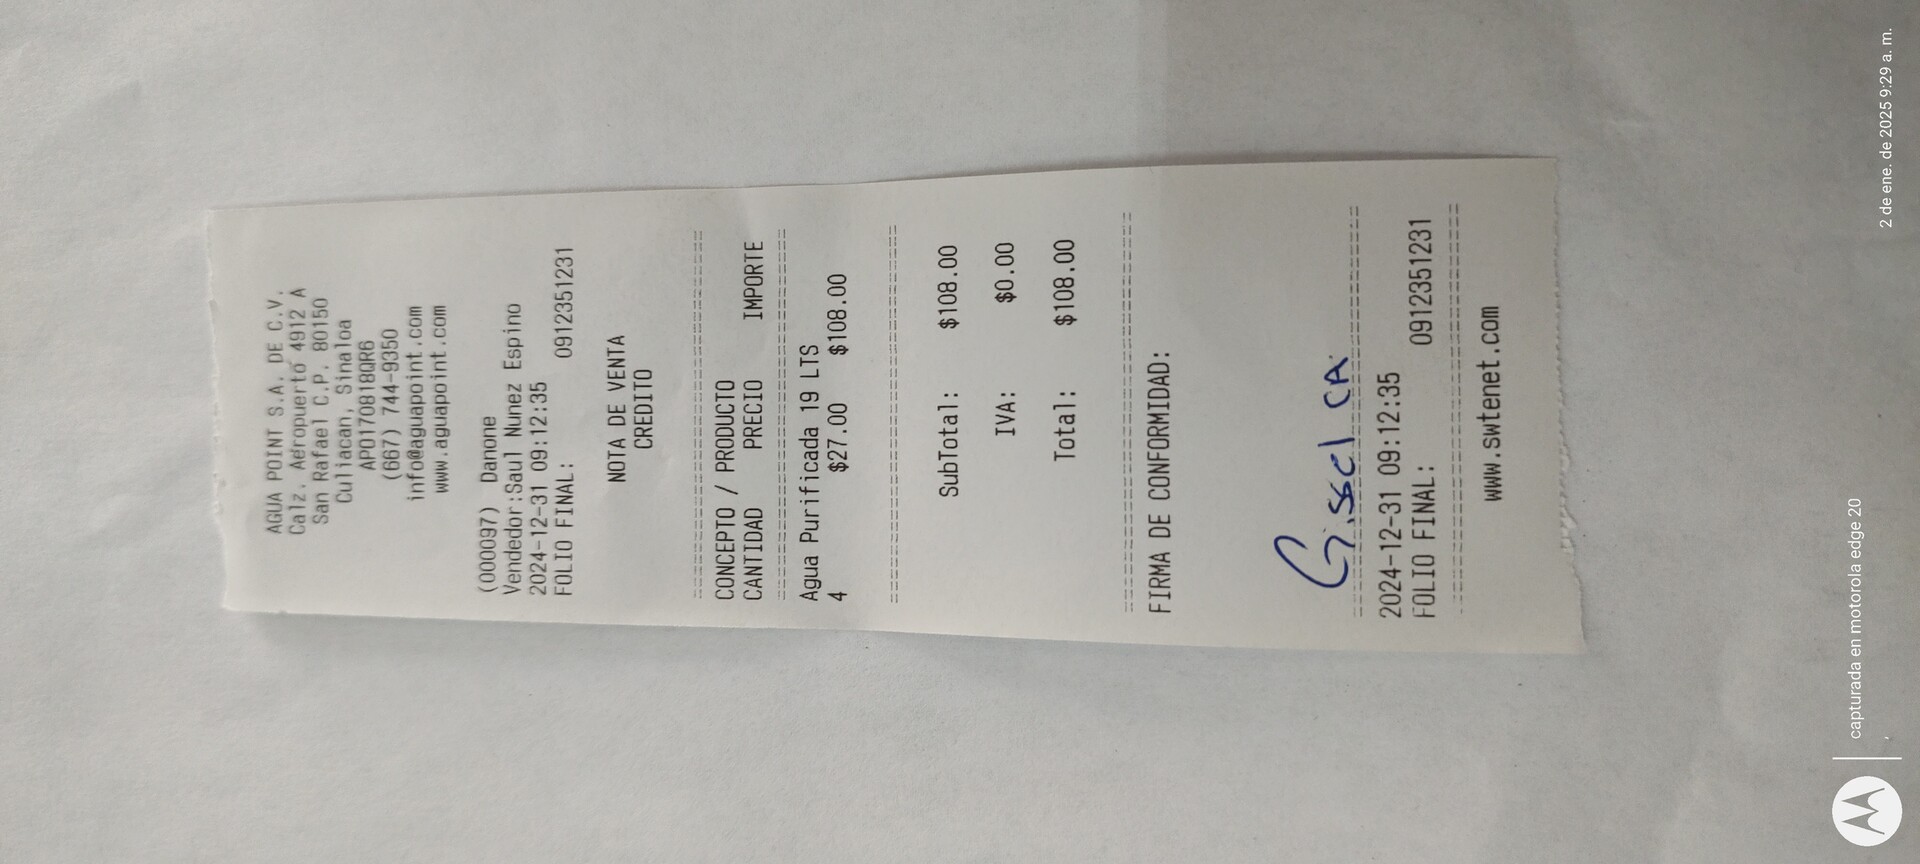 AGUA POINT S.A. DE C.V.
Calz. Aeropuerto 4912 A
San Rafael C.P. 80150
Culiacan, Sinaloa
APO170818QR6
(667) 744-9350
info@aguapoint.com
www.aguapoint.com
(000097) Danone
Vendedor:Saul Nunez Espino
2024-12-31 09:12:35
FOLIO FINAL: 0912351231
NOTA DE VENTA
CREDITO
CONCEPTO / PRODUCTO
CANTIDAD PRECIO IMPORTE
Agua Purificada 19 LTS
4 $27.00 $108.00
SubTotal: $108.00
IVA: $0.00
Total: $108.00
FIRMA DE CONFORMIDAD:
Gissel CA
2024-12-31 09:12:35
FOLIO FINAL: 0912351231
www.swtenet.com
capturada en motorola edge 20
2 de ene. de 2025 9:29 a. m.